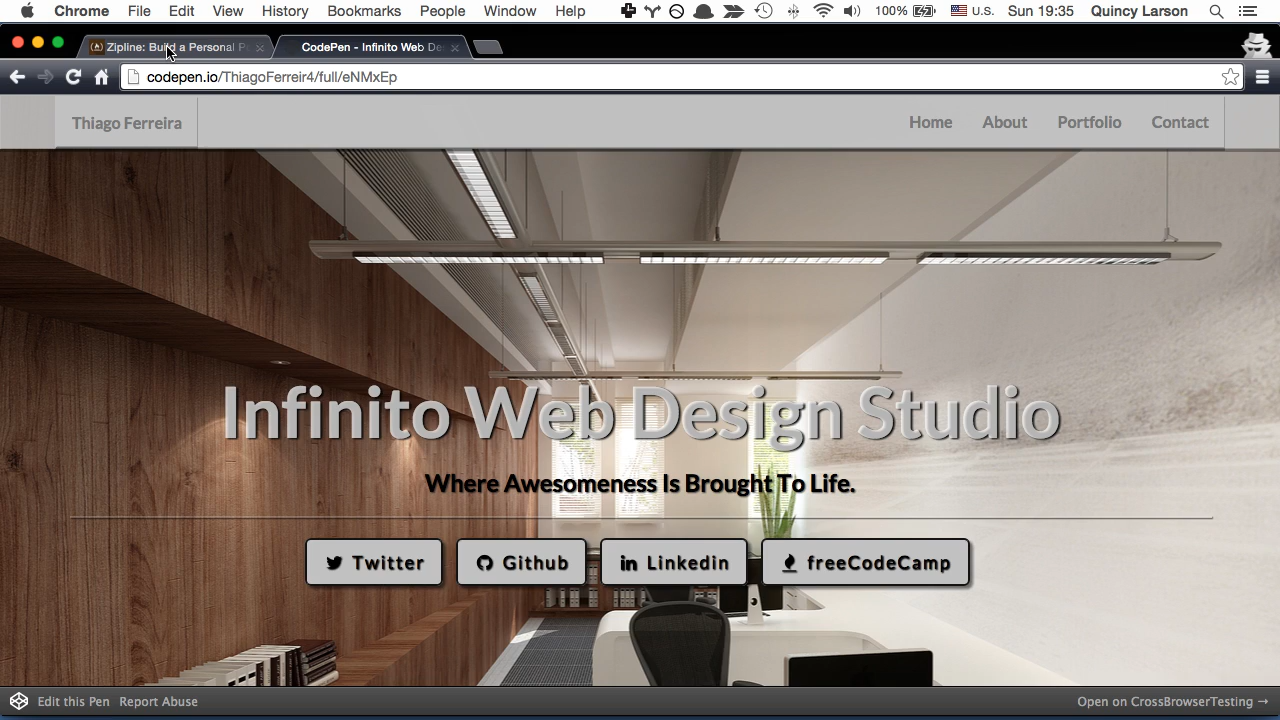 Chrome File Edit View History Bookmarks People Window Help 100% U.S. Sun 19:35 Quincy Larson
Zipline: Build a Personal P CodePen - Infinito Web De
codepen.io/ThiagoFerreir4/full/eNMxEp
Thiago Ferreira Home About Portfolio Contact
Infinito Web Design Studio
Where Awesomeness Is Brought To Life.
Twitter Github Linkedin freeCodeCamp
Edit this Pen Report Abuse Open on CrossBrowserTesting →